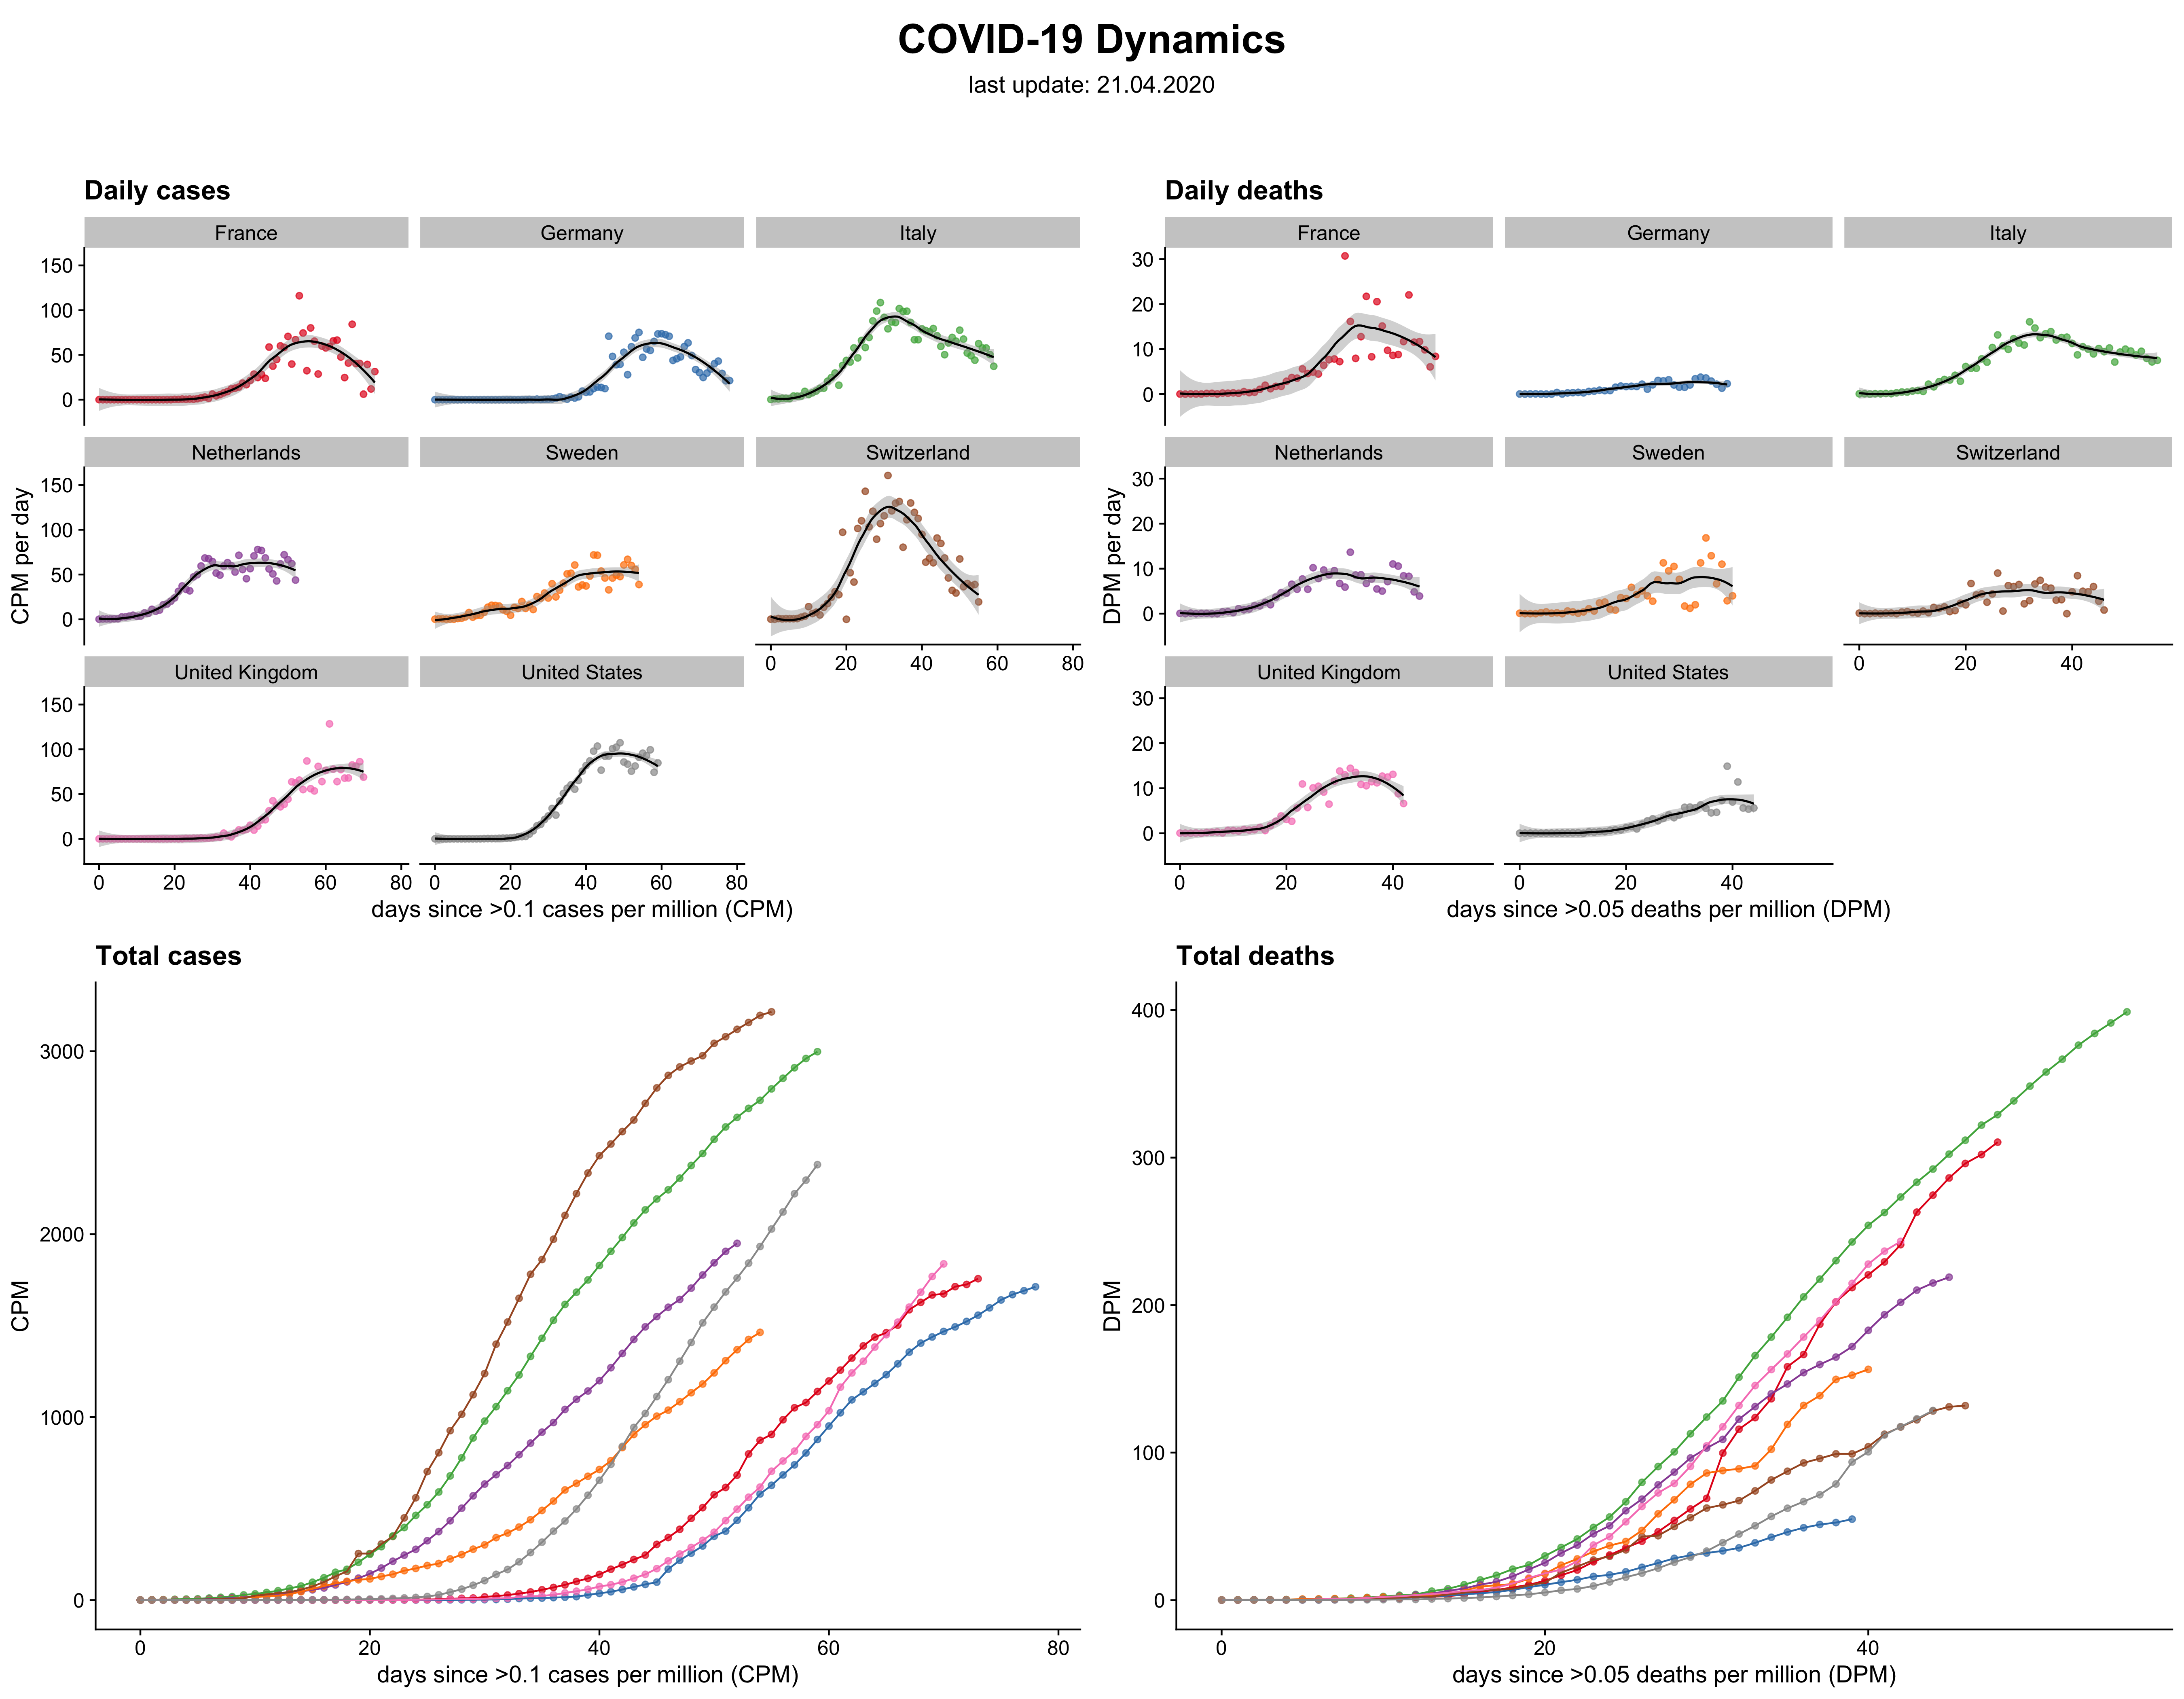 COVID-19 Dynamics
last update: 21.04.2020
Daily cases
France Germany Italy
150
100
50
0
Netherlands Sweden Switzerland
CPM per day
150
100
50
0
0 20 40 60 80
United Kingdom United States
150
100
50
0
0 20 40 60 80 0 20 40 60 80
days since >0.1 cases per million (CPM)
Daily deaths
France Germany Italy
30
20
10
0
Netherlands Sweden Switzerland
DPM per day
30
20
10
0
0 20 40
United Kingdom United States
30
20
10
0
0 20 40 0 20 40
days since >0.05 deaths per million (DPM)
Total cases
CPM
3000
2000
1000
0
0 20 40 60 80
days since >0.1 cases per million (CPM)
Total deaths
DPM
400
300
200
100
0
0 20 40
days since >0.05 deaths per million (DPM)